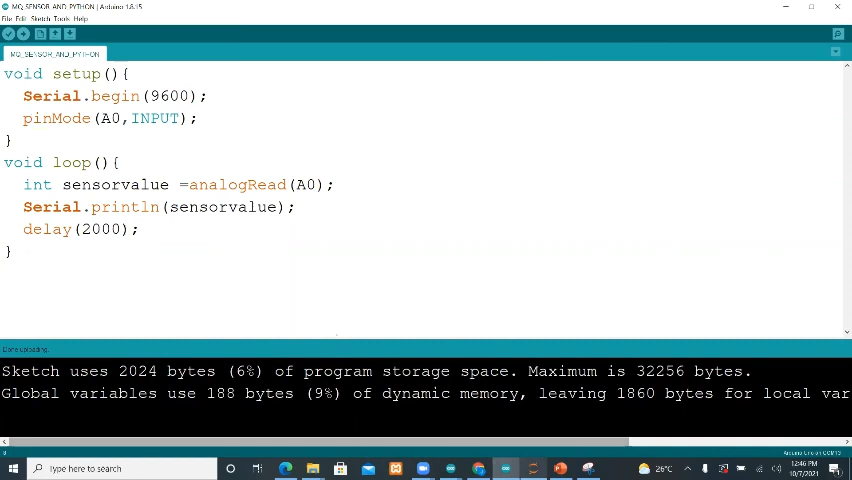 MQ_SENSOR_AND_PYTHON | Arduino 1.8.15
File Edit Sketch Tools Help
MQ_SENSOR_AND_PYTHON
void setup(){
Serial.begin(9600);
pinMode(A0,INPUT);
}
void loop(){
int sensorvalue =analogRead(A0);
Serial.println(sensorvalue);
delay(2000);
}
Done uploading.
Sketch uses 2024 bytes (6%) of program storage space. Maximum is 32256 bytes.
Global variables use 188 bytes (9%) of dynamic memory, leaving 1860 bytes for local var
8
Type here to search
26°C
12:46 PM
10/7/2021